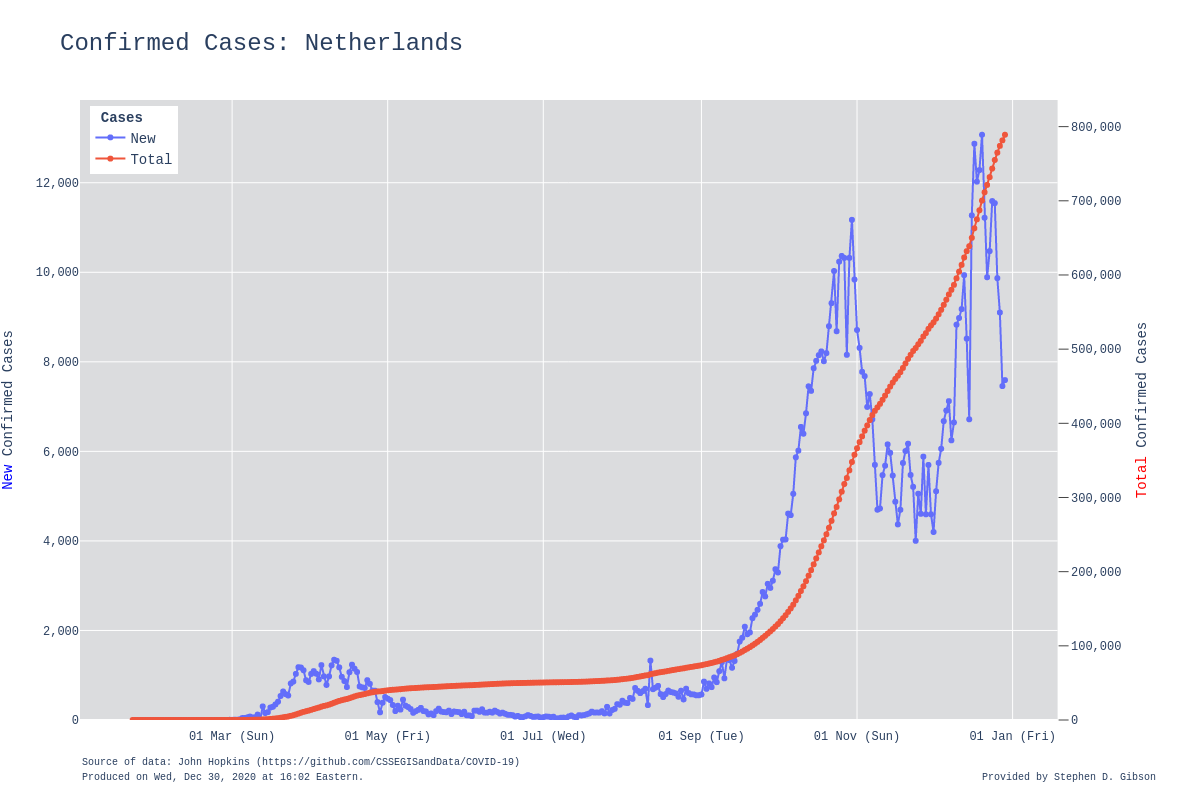 Confirmed Cases: Netherlands
Cases
New
Total
12,000
10,000
8,000
6,000
4,000
2,000
0
New Confirmed Cases
800,000
700,000
600,000
500,000
400,000
300,000
200,000
100,000
0
Total Confirmed Cases
01 Mar (Sun)
01 May (Fri)
01 Jul (Wed)
01 Sep (Tue)
01 Nov (Sun)
01 Jan (Fri)
Source of data: John Hopkins (https://github.com/CSSEGISandData/COVID-19)
Produced on Wed, Dec 30, 2020 at 16:02 Eastern.
Provided by Stephen D. Gibson